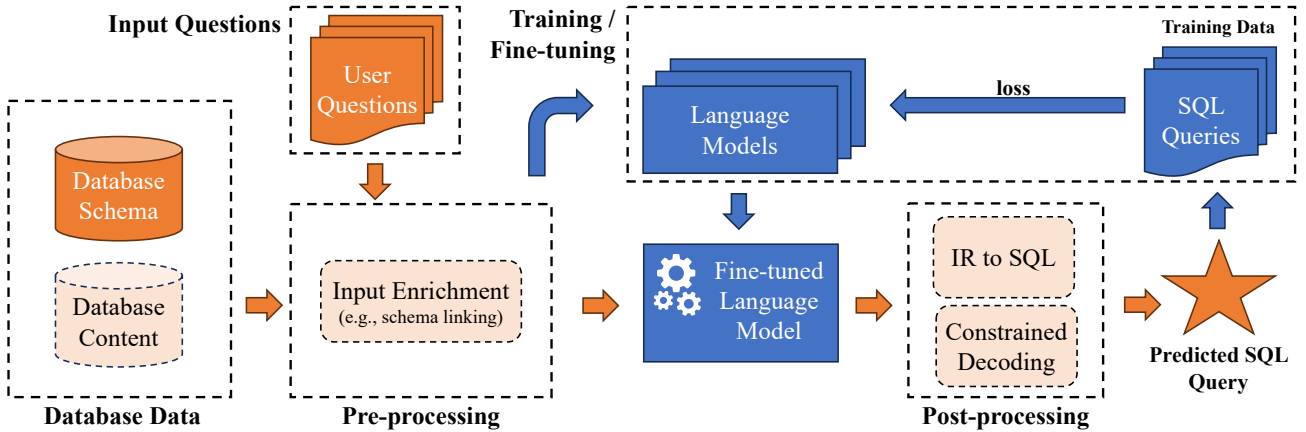 Input Questions
User
Questions
Training /
Fine-tuning
Training Data
Language
Models
loss
SQL
Queries
Database
Schema
Database
Content
Database Data
Input Enrichment
(e.g., schema linking)
Pre-processing
Fine-tuned
Language
Model
IR to SQL
Constrained
Decoding
Post-processing
Predicted SQL
Query